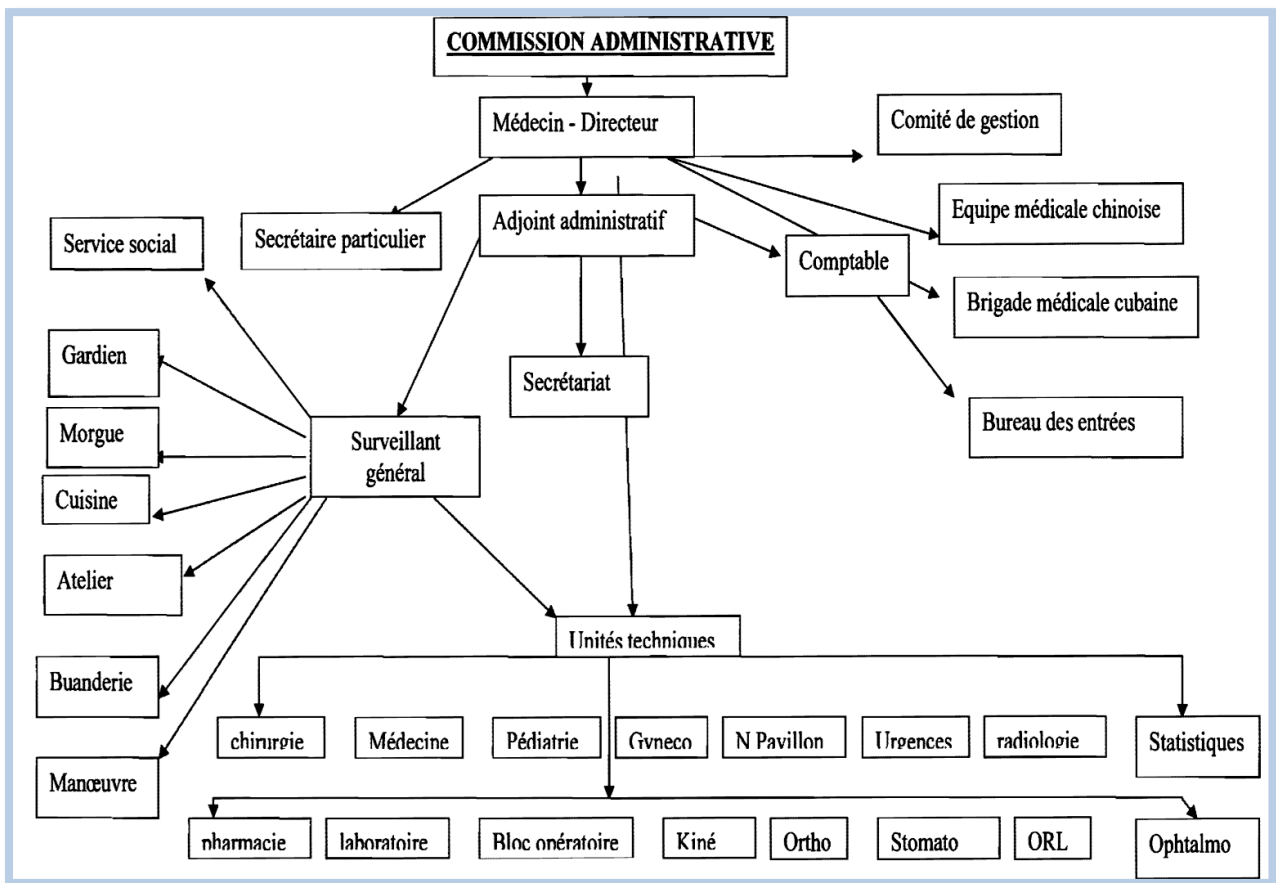 COMMISSION ADMINISTRATIVE
Médecin - Directeur
Comité de gestion
Equipe médicale chinoise
Service social
Secrétaire particulier
Adjoint administratif
Comptable
Brigade médicale cubaine
Gardien
Secrétariat
Morgue
Surveillant
général
Bureau des entrées
Cuisine
Atelier
Unités techniques
Buanderie
chirurgie
Médecine
Pédiatrie
Gyneco
N Pavillon
Urgences
radiologie
Statistiques
Manœuvre
pharmacie
laboratoire
Bloc opératoire
Kiné
Ortho
Stomato
ORL
Ophtalmo